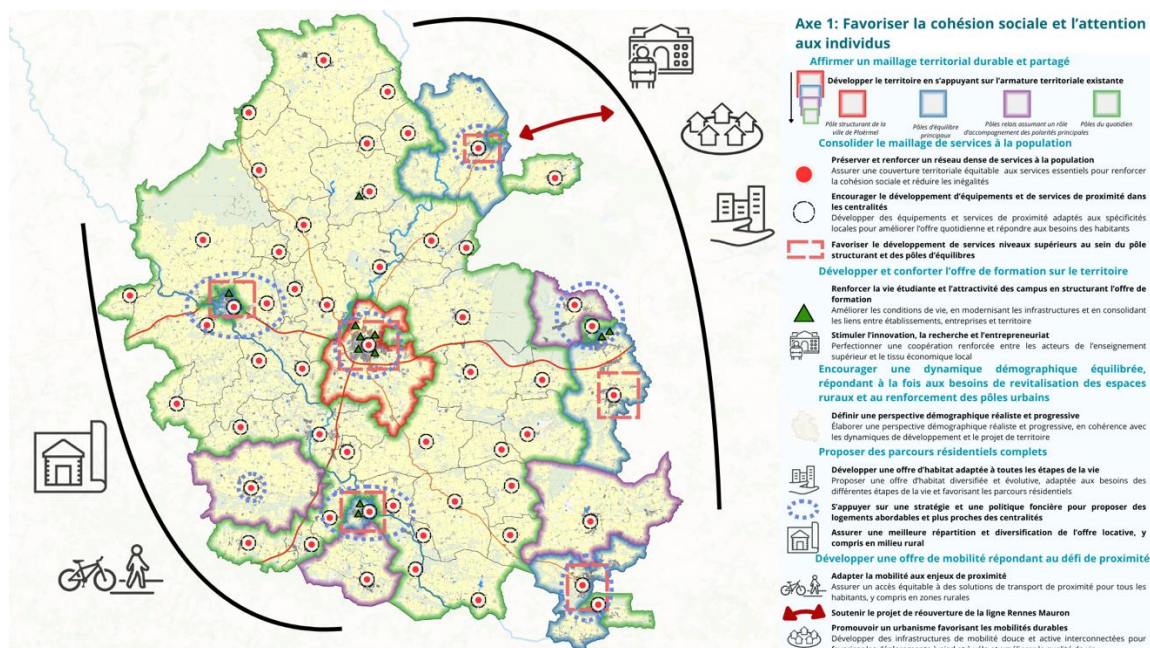 Axe 1: Favoriser la cohésion sociale et l'attention
aux individus
Affirmer un maillage territorial durable et partagé
Développer le territoire en s'appuyant sur l'armature territoriale existante
Pôle structurant de la
ville de Ploërmel
Pôles d'équilibre
principaux
Pôles relais assumant un rôle
d'accompagnement des polarités principales
Pôles du quotidien
Consolider le maillage de services à la population
Préserver et renforcer un réseau dense de services à la population
Assurer une couverture territoriale équitable aux services essentiels pour renforcer
la cohésion sociale et réduire les inégalités
Encourager le développement d'équipements et de services de proximité dans
les centralités
Développer des équipements et services de proximité adaptés aux spécificités
locales pour améliorer l'offre quotidienne et répondre aux besoins des habitants
Favoriser le développement de services niveaux supérieurs au sein du pôle
structurant et des pôles d'équilibres
Développer et conforter l'offre de formation sur le territoire
Renforcer la vie étudiante et l'attractivité des campus en structurant l'offre de
formation
Améliorer les conditions de vie, en modernisant les infrastructures et en consolidant
les liens entre établissements, entreprises et territoire
Stimuler l'innovation, la recherche et l'entrepreneuriat
Perfectionner une coopération renforcée entre les acteurs de l'enseignement
supérieur et le tissu économique local
Encourager une dynamique démographique équilibrée,
répondant à la fois aux besoins de revitalisation des espaces
ruraux et au renforcement des pôles urbains
Définir une perspective démographique réaliste et progressive
Élaborer une perspective démographique réaliste et progressive, en cohérence avec
les dynamiques de développement et le projet de territoire
Proposer des parcours résidentiels complets
Développer une offre d'habitat adaptée à toutes les étapes de la vie
Proposer une offre d'habitat diversifiée et évolutive, adaptée aux besoins des
différentes étapes de la vie et favorisant les parcours résidentiels
S'appuyer sur une stratégie et une politique foncière pour proposer des
logements abordables et plus proches des centralités
Assurer une meilleure répartition et diversification de l'offre locative, y
compris en milieu rural
Développer une offre de mobilité répondant au défi de proximité
Adapter la mobilité aux enjeux de proximité
Assurer un accès équitable à des solutions de transport de proximité pour tous les
habitants, y compris en zones rurales
Soutenir le projet de réouverture de la ligne Rennes Mauron
Promouvoir un urbanisme favorisant les mobilités durables
Développer des infrastructures de mobilité douce et active interconnectées pour